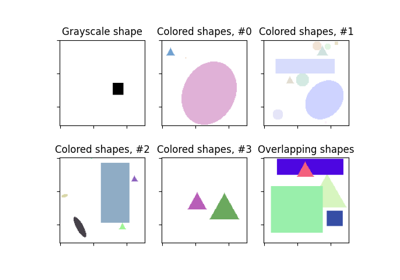 Grayscale shape
Colored shapes, #0
Colored shapes, #1
Colored shapes, #2
Colored shapes, #3
Overlapping shapes